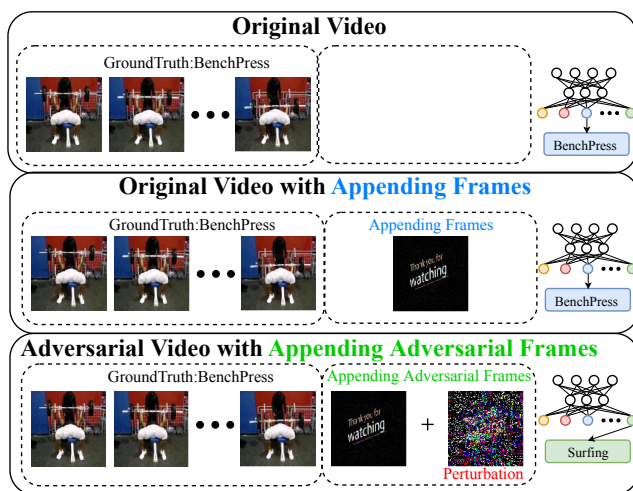 Original Video
GroundTruth:BenchPress
BenchPress
Original Video with Appending Frames
GroundTruth:BenchPress
Appending Frames
Thank you for
watching
BenchPress
Adversarial Video with Appending Adversarial Frames
GroundTruth:BenchPress
Appending Adversarial Frames
Thank you for
watching
+
Perturbation
Surfing